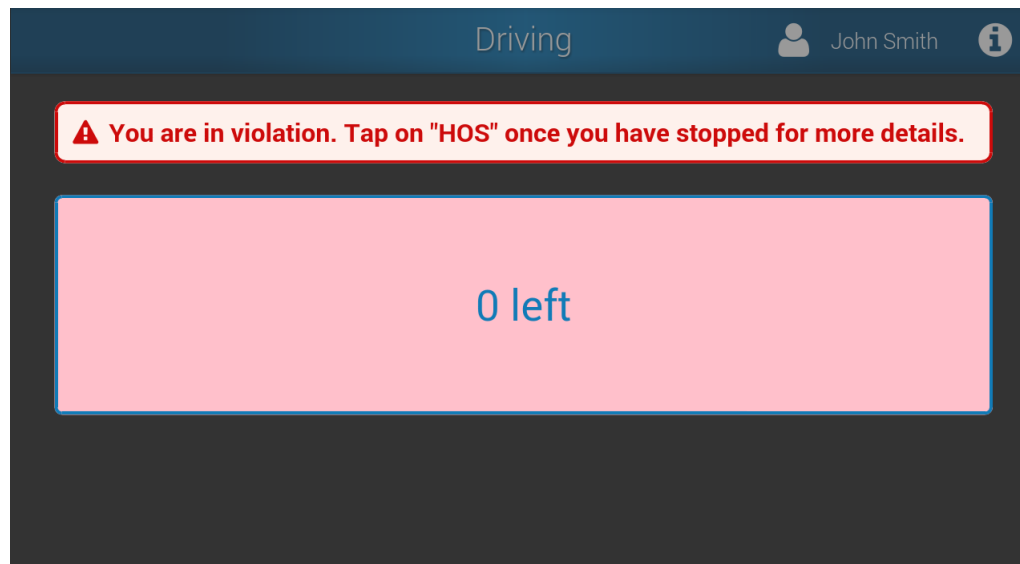 Driving
John Smith
You are in violation. Tap on "HOS" once you have stopped for more details.
0 left